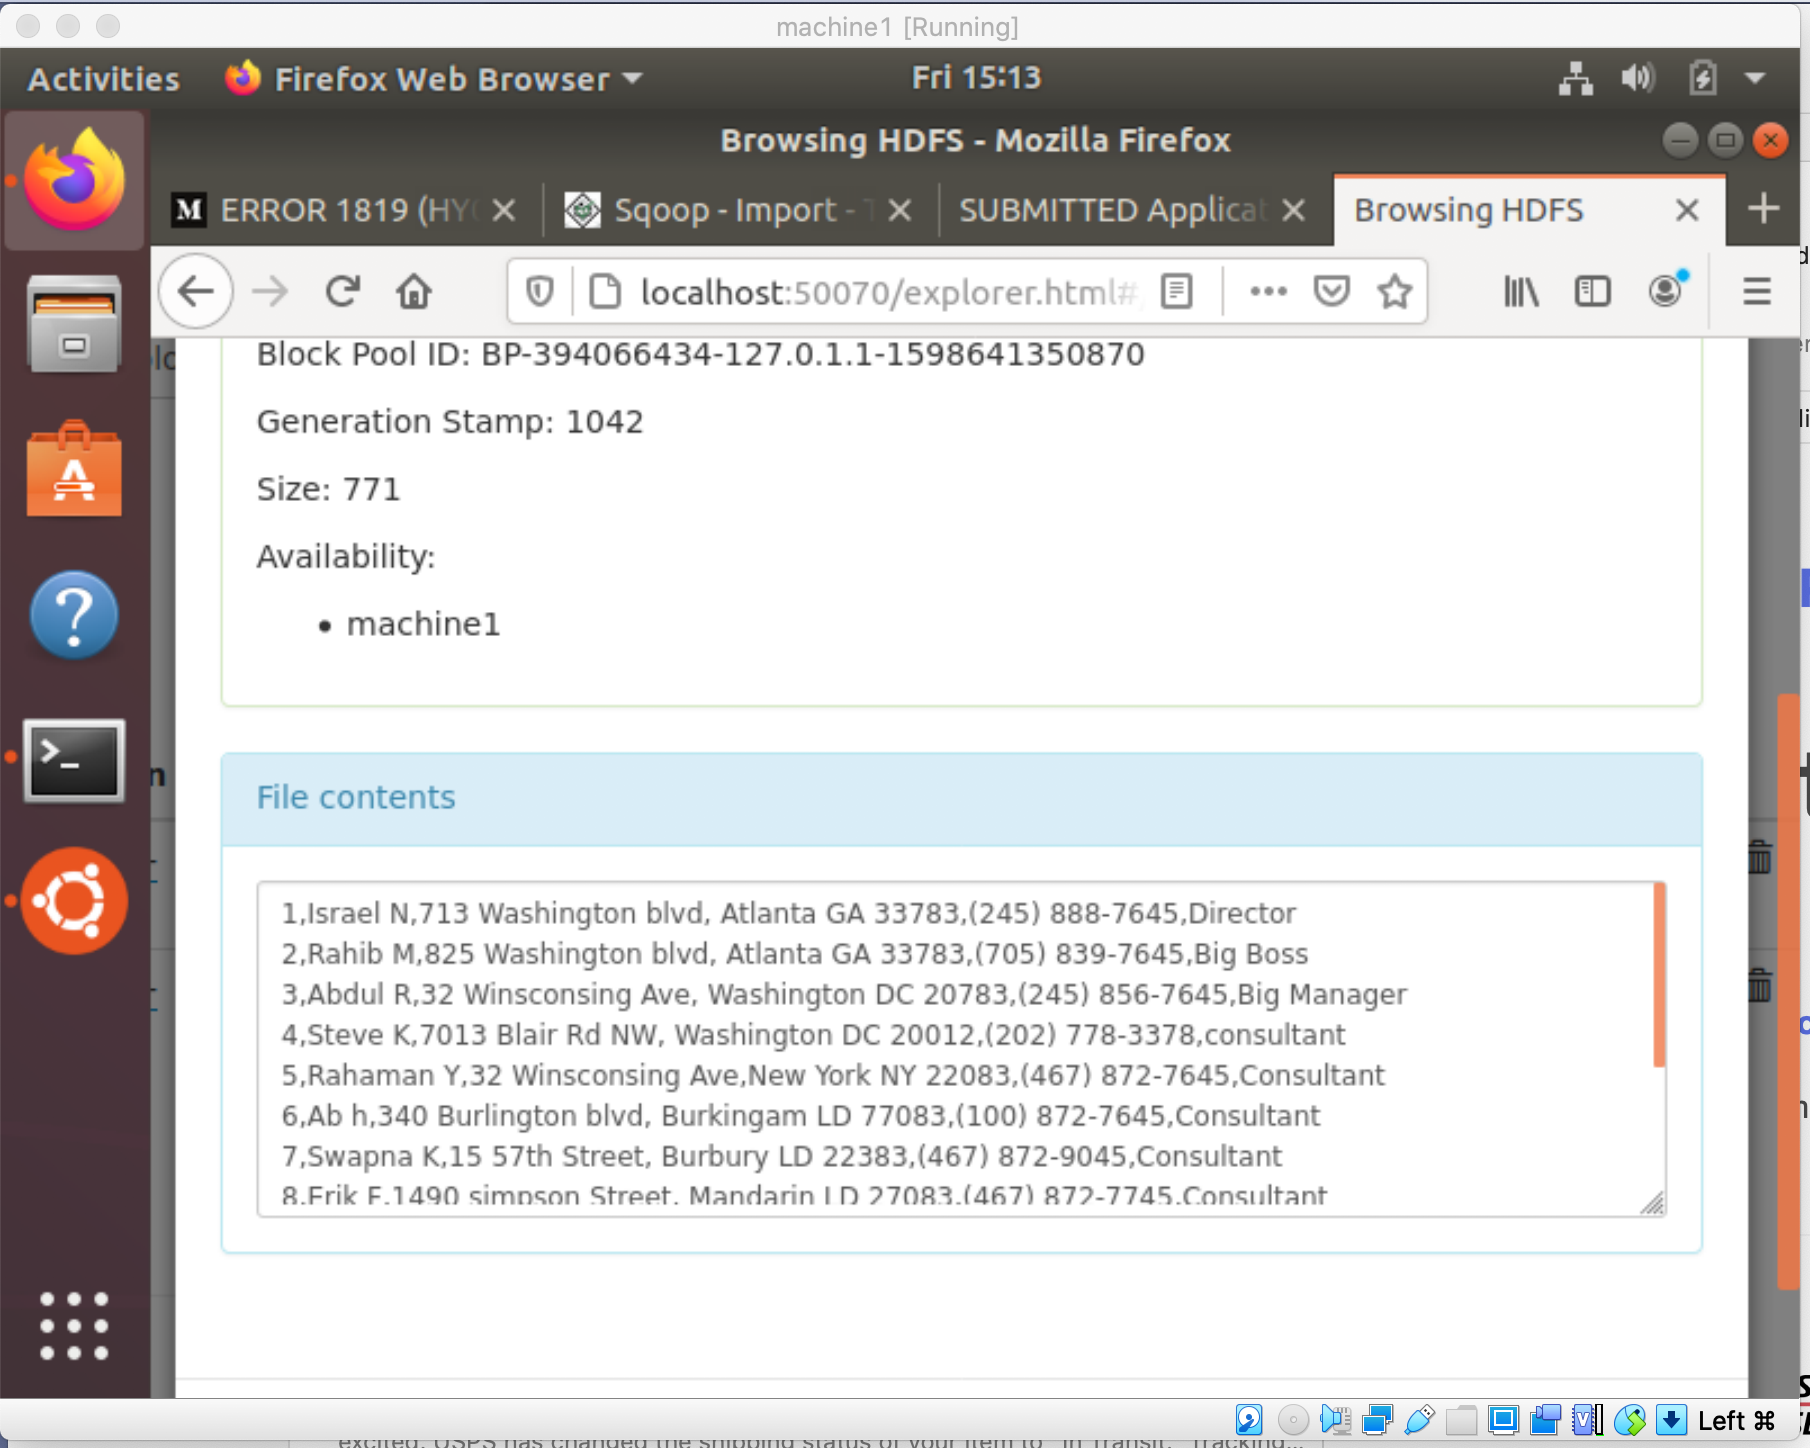 machine1 [Running]
Activities Firefox Web Browser Fri 15:13
Browsing HDFS - Mozilla Firefox
ERROR 1819 (HY Sqoop - Import - SUBMITTED Applicat Browsing HDFS
localhost:50070/explorer.html#
Block Pool ID: BP-394066434-127.0.1.1-1598641350870
Generation Stamp: 1042
Size: 771
Availability:
• machine1
File contents
1,Israel N,713 Washington blvd, Atlanta GA 33783,(245) 888-7645,Director
2,Rahib M,825 Washington blvd, Atlanta GA 33783,(705) 839-7645,Big Boss
3,Abdul R,32 Winsconsing Ave, Washington DC 20783,(245) 856-7645,Big Manager
4,Steve K,7013 Blair Rd NW, Washington DC 20012,(202) 778-3378,consultant
5,Rahaman Y,32 Winsconsing Ave,New York NY 22083,(467) 872-7645,Consultant
6,Ab h,340 Burlington blvd, Burkingam LD 77083,(100) 872-7645,Consultant
7,Swapna K,15 57th Street, Burbury LD 22383,(467) 872-9045,Consultant
8,Erik F,1490 simpson Street, Mandarin LD 27083,(467) 872-7745,Consultant
Left ⌘
excited. USPS has changed the shipping status of your item to "In Transit." Tracking...